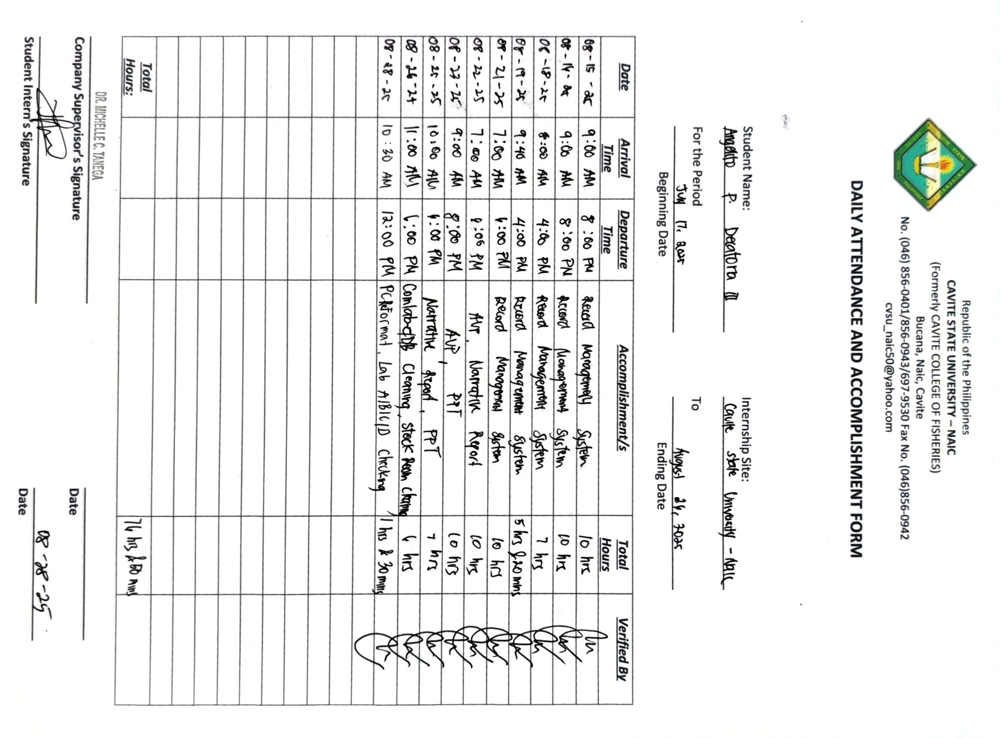 Republic of the Philippines
CAVITE STATE UNIVERSITY – NAIC
(Formerly CAVITE COLLEGE OF FISHERIES)
Bucana, Naic, Cavite
No. (046) 856-0401/856-0943/697-9530 Fax No. (046)856-0942
cvsu_naic50@yahoo.com
DAILY ATTENDANCE AND ACCOMPLISHMENT FORM
Student Name: Internship Site:
Angelito P. Decatoria III Cavite State University - Naic
For the Period To
July 17, 2025 August 26, 2025
Beginning Date Ending Date
Date Arrival Time Departure Time Accomplishment/s Total Hours Verified By
08-15-25 9:00 AM 8:00 PM Record Management System 10 hrs
08-16-25 9:00 AM 8:00 PM Record Management System 10 hrs
08-18-25 8:00 AM 4:00 PM Record Management System 7 hrs
08-19-25 9:40 AM 4:00 PM Record Management System 5 hrs & 20 mins
08-21-25 7:00 AM 6:00 PM Record Management System 10 hrs
08-22-25 7:00 AM 6:00 PM AVP, Narrative Report 10 hrs
08-23-25 9:00 AM 8:00 PM AVP, PPT 10 hrs
08-25-25 10:00 AM 6:00 PM Narrative Report, PPT 7 hrs
08-26-25 11:00 AM 6:00 PM Comlab Cleaning, Stock Room Cleaning 6 hrs
08-28-25 10:30 AM 12:00 PM PC Reformat, Lab A/B/C/D Checking 1 hrs & 30 mins
Total Hours: 76 hrs & 50 mins
DR. MICHELLE C. TANEGA
Company Supervisor's Signature Date
08-28-25
Student Intern's Signature Date